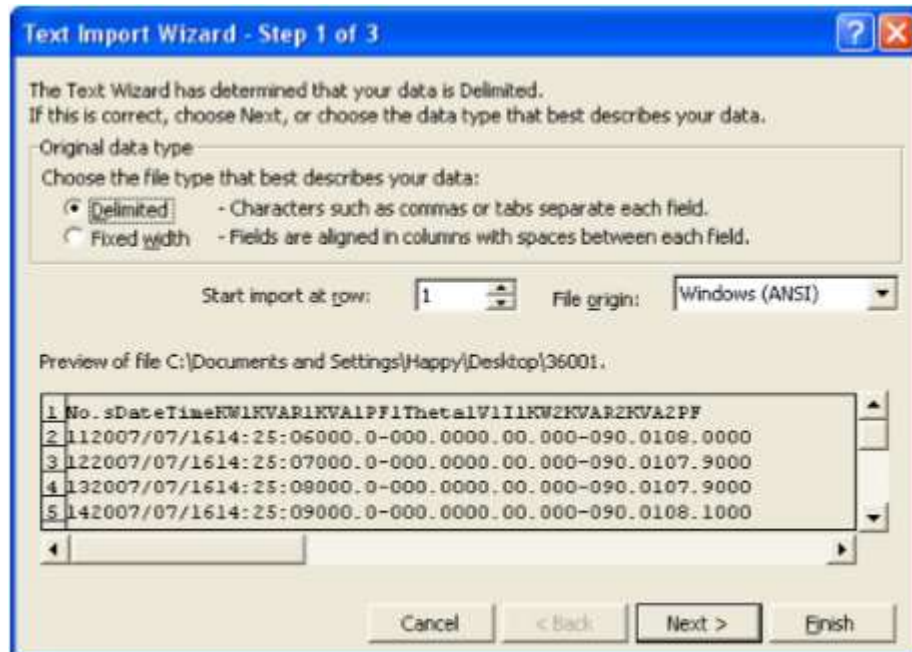 Text Import Wizard - Step 1 of 3
The Text Wizard has determined that your data is Delimited.
If this is correct, choose Next, or choose the data type that best describes your data.
Original data type
Choose the file type that best describes your data:
Delimited - Characters such as commas or tabs separate each field.
Fixed width - Fields are aligned in columns with spaces between each field.
Start import at row: 1 File origin: Windows (ANSI)
Preview of file C:\Documents and Settings\Happy\Desktop\36001.
1 No.sDateTimeKW1KVAR1KVA1PF1Theta1V1I1KW2KVAR2KVA2PF
2 112007/07/1614:25:06000.0-000.0000.00.000-090.0108.0000
3 122007/07/1614:25:07000.0-000.0000.00.000-090.0107.9000
4 132007/07/1614:25:08000.0-000.0000.00.000-090.0107.9000
5 142007/07/1614:25:09000.0-000.0000.00.000-090.0108.1000
Cancel < Back Next > Finish